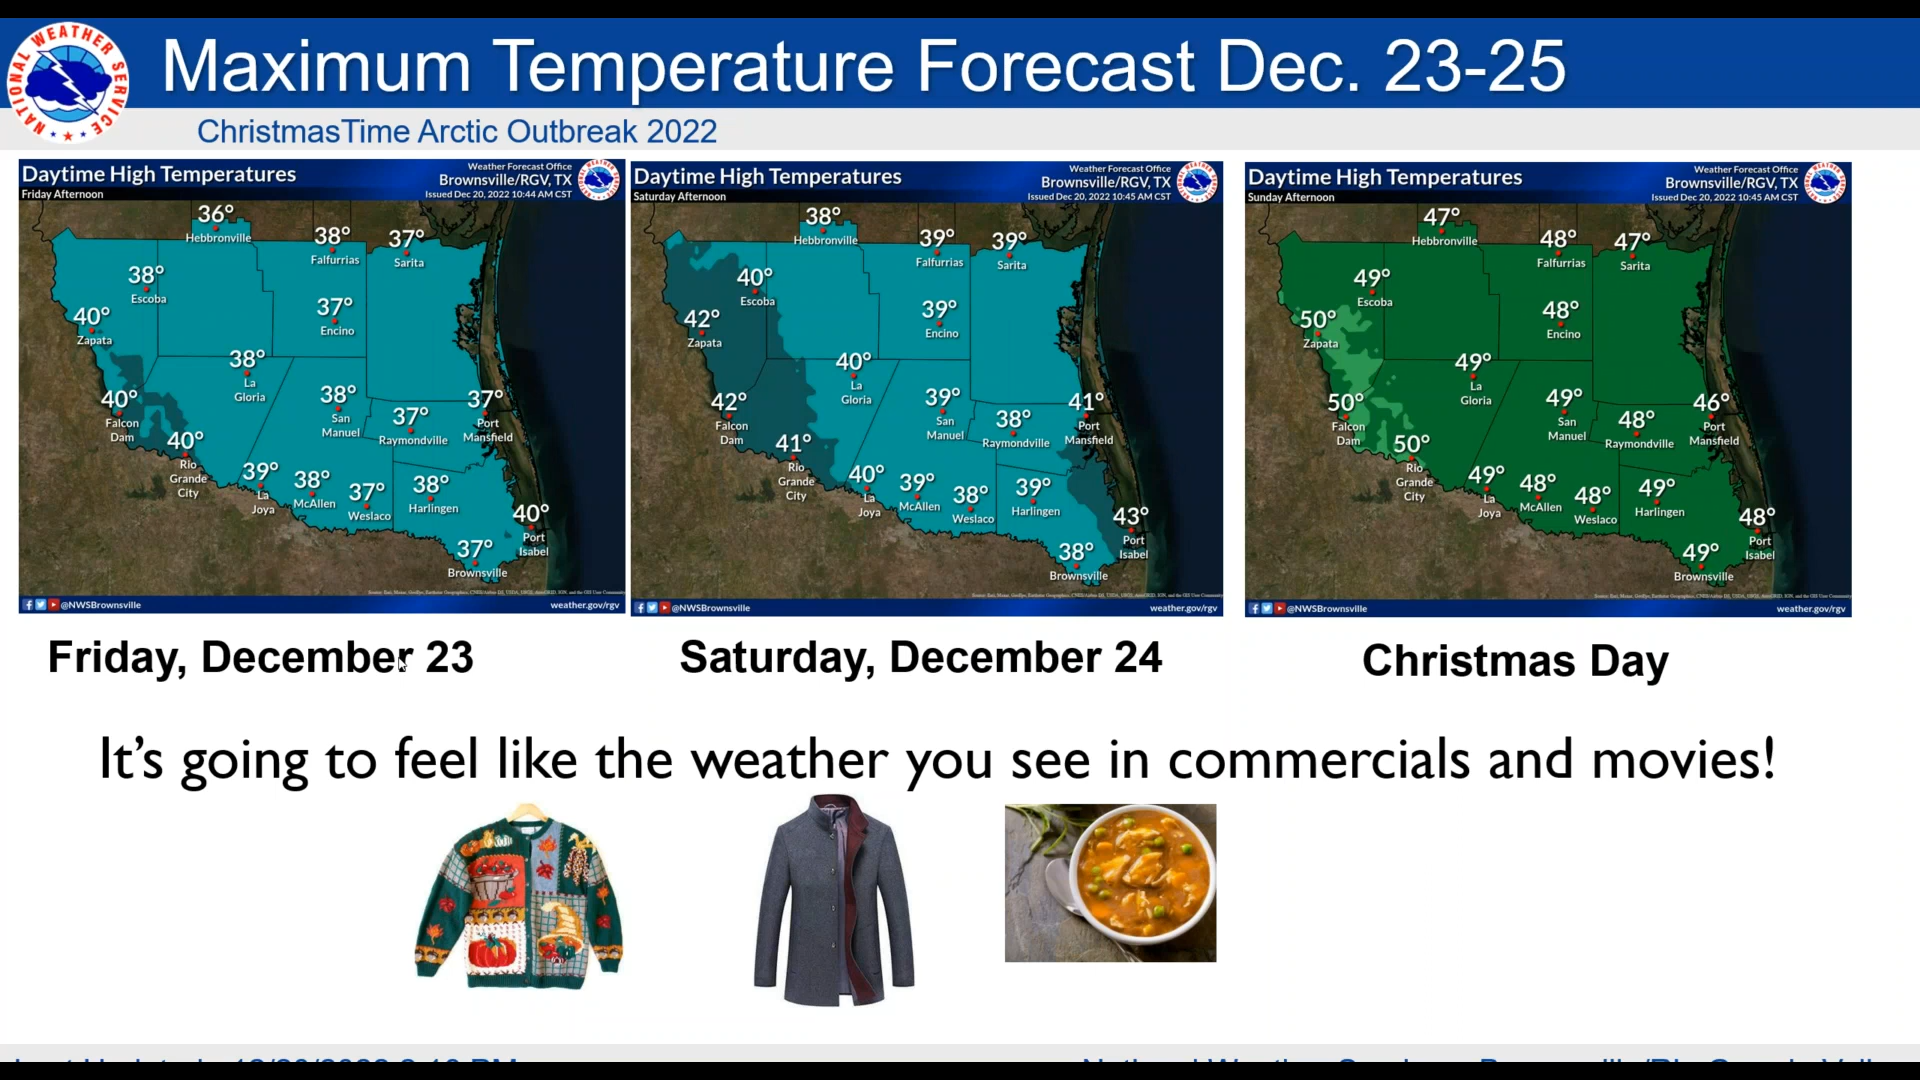 NATIONAL WEATHER SERVICE
Maximum Temperature Forecast Dec. 23-25
ChristmasTime Arctic Outbreak 2022
Daytime High Temperatures
Friday Afternoon
Weather Forecast Office
Brownsville/RGV, TX
Issued Dec 20, 2022 10:44 AM CST
36°
Hebbronville
38°
Falfurrias
37°
Sarita
38°
Escoba
37°
Encino
40°
Zapata
38°
La
Gloria
40°
Falcon
Dam
38°
San
Manuel
37°
Raymondville
37°
Port
Mansfield
40°
Rio
Grande
City
39°
La
Joya
38°
McAllen
37°
Weslaco
38°
Harlingen
40°
Port
Isabel
37°
Brownsville
@NWSBrownsville
weather.gov/rgv
Daytime High Temperatures
Saturday Afternoon
Weather Forecast Office
Brownsville/RGV, TX
Issued Dec 20, 2022 10:45 AM CST
38°
Hebbronville
39°
Falfurrias
39°
Sarita
40°
Escoba
39°
Encino
42°
Zapata
40°
La
Gloria
42°
Falcon
Dam
39°
San
Manuel
38°
Raymondville
41°
Port
Mansfield
41°
Rio
Grande
City
40°
La
Joya
39°
McAllen
38°
Weslaco
39°
Harlingen
43°
Port
Isabel
38°
Brownsville
@NWSBrownsville
weather.gov/rgv
Daytime High Temperatures
Sunday Afternoon
Weather Forecast Office
Brownsville/RGV, TX
Issued Dec 20, 2022 10:45 AM CST
47°
Hebbronville
48°
Falfurrias
47°
Sarita
49°
Escoba
48°
Encino
50°
Zapata
49°
La
Gloria
50°
Falcon
Dam
49°
San
Manuel
48°
Raymondville
46°
Port
Mansfield
50°
Rio
Grande
City
49°
La
Joya
48°
McAllen
48°
Weslaco
49°
Harlingen
48°
Port
Isabel
49°
Brownsville
@NWSBrownsville
weather.gov/rgv
Friday, December 23
Saturday, December 24
Christmas Day
It's going to feel like the weather you see in commercials and movies!